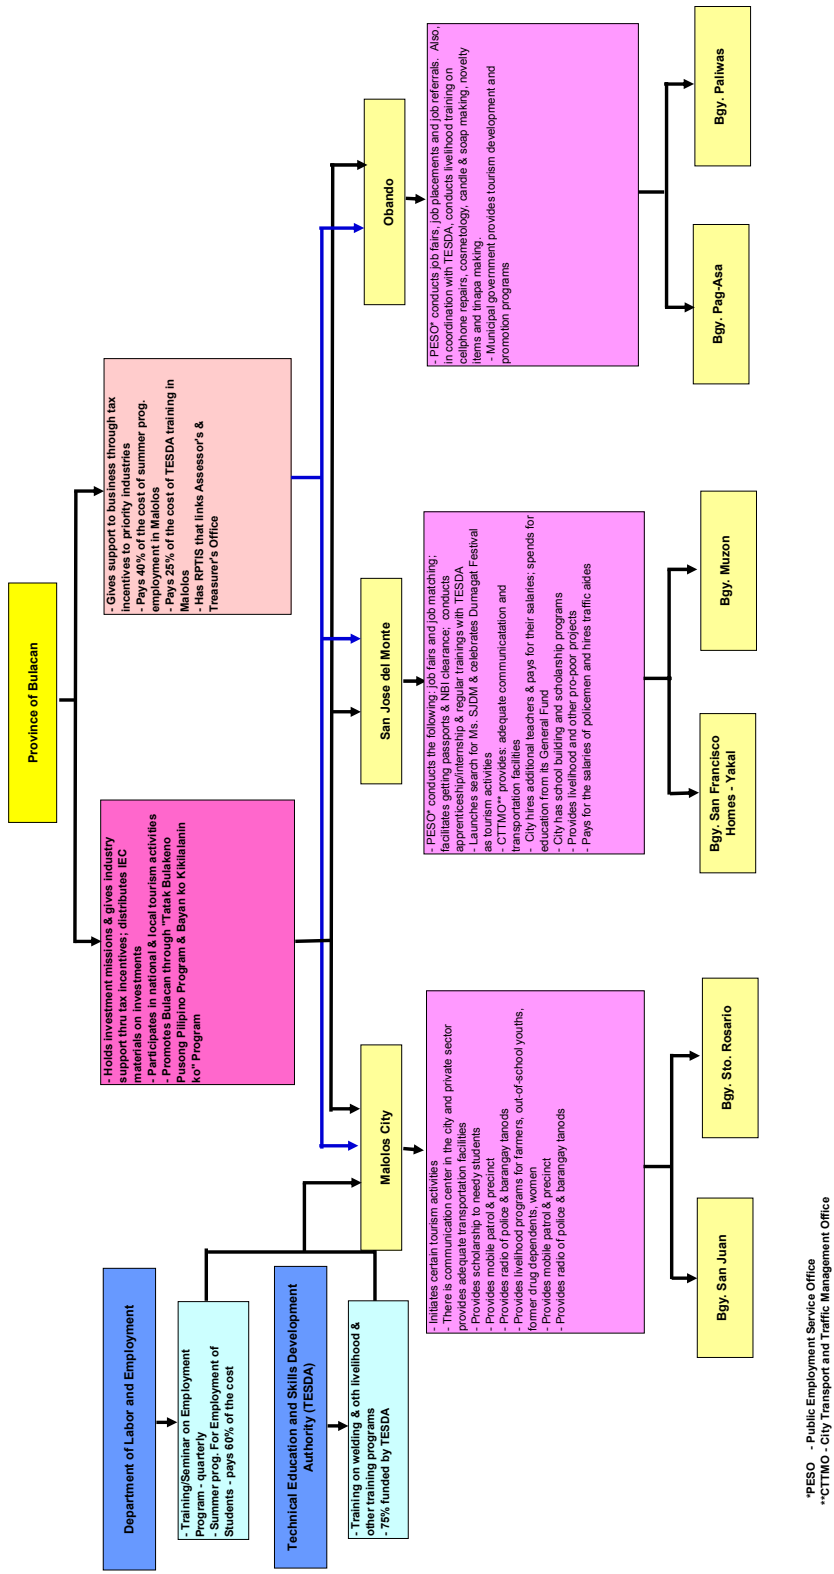 Province of Bulacan
- Holds investment missions & gives industry
support thru tax incentives; distributes IEC
materials on investments
- Participates in national & local tourism activities
- Promotes Bulacan through "Tatak Bulakeno
Pusong Pilipino Program & Bayan ko Kikilalanin
ko" Program
- Gives support to business through tax
incentives to priority industries
- Pays 40% of the cost of summer prog.
employment in Malolos
- Pays 25% of the cost of TESDA training in
Malolos
- Has RPTIS that links Assessor's &
Treasurer's Office
Department of Labor and Employment
- Training/Seminar on Employment
Program - quarterly
- Summer prog. For Employment of
Students - pays 60% of the cost
Technical Education and Skills Development
Authority (TESDA)
- Training on welding & oth livelihood &
other training programs
- 75% funded by TESDA
Malolos City
San Jose del Monte
Obando
- Initiates certain tourism activities
- There is communication center in the city and private sector
provides adequate transportation facilities
- Provides scholarship to needy students
- Provides mobile patrol & precinct
- Provides radio of police & barangay tanods
- Provides livelihood programs for farmers, out-of-school youths,
former drug dependents, women
- Provides mobile patrol & precinct
- Provides radio of police & barangay tanods
- PESO* conducts the following: job fairs and job matching;
facilitates getting passports & NBI clearance; conducts
apprenticeship/internship & regular trainings with TESDA
- Launches search for Ms. SJDM & celebrates Dumagat Festival
as tourism activities
- CTTMO** provides: adequate communicatation and
transportation facilities
- City hires additional teachers & pays for their salaries; spends for
education from its General Fund
- City has school building and scholarship programs
- Provides livelihood and other pro-poor projects
- Pays for the salaries of policemen and hires traffic aides
- PESO* conducts job fairs, job placements and job referrals. Also,
in coordination with TESDA, conducts livelihood training on
cellphone repairs, cosmetology, candle & soap making, novelty
items and tinapa making.
- Municipal government provides tourism development and
promotion programs
Bgy. San Juan
Bgy. Sto. Rosario
Bgy. San Francisco
Homes - Yakal
Bgy. Muzon
Bgy. Pag-Asa
Bgy. Paliwas
*PESO - Public Employment Service Office
**CTTMO - City Transport and Traffic Management Office